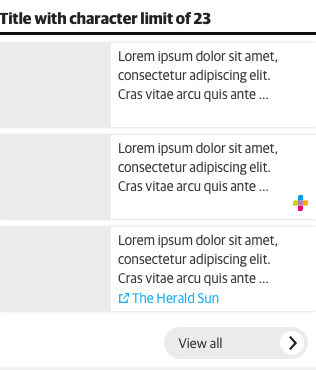 Title with character limit of 23
Lorem ipsum dolor sit amet,
consectetur adipiscing elit.
Cras vitae arcu quis ante ...
Lorem ipsum dolor sit amet,
consectetur adipiscing elit.
Cras vitae arcu quis ante ...
Lorem ipsum dolor sit amet,
consectetur adipiscing elit.
Cras vitae arcu quis ante ...
The Herald Sun
View all